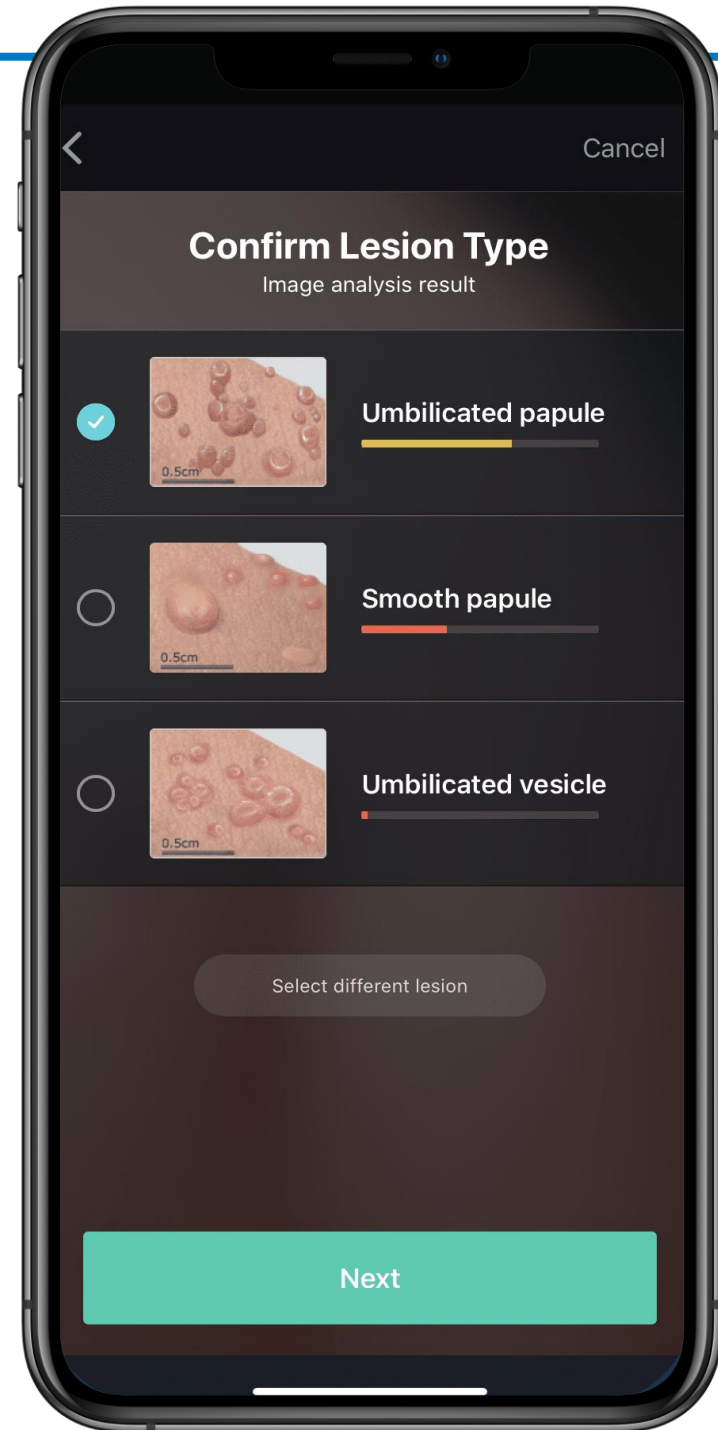 Cancel
Confirm Lesion Type
Image analysis result
0.5cm
Umbilicated papule
0.5cm
Smooth papule
0.5cm
Umbilicated vesicle
Select different lesion
Next